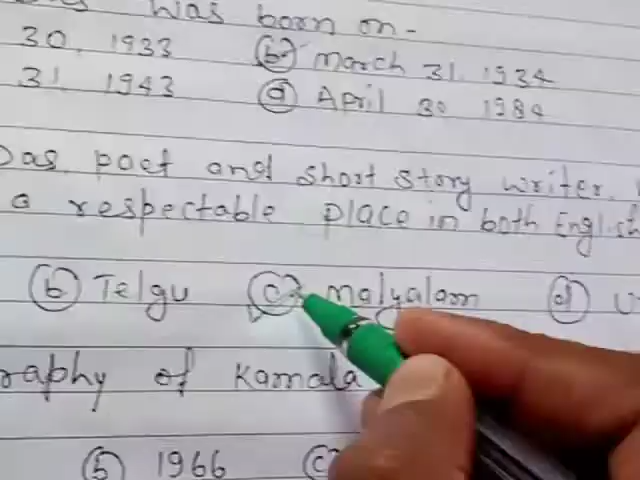 was born on-
30, 1933 (b) March 31, 1934
31, 1943 (d) April 30 1984
Das, poet and short story writer,
a respectable place in both English
(b) Telgu (c) Malyalam (d)
raphy of Kamala
(b) 1966 (c)